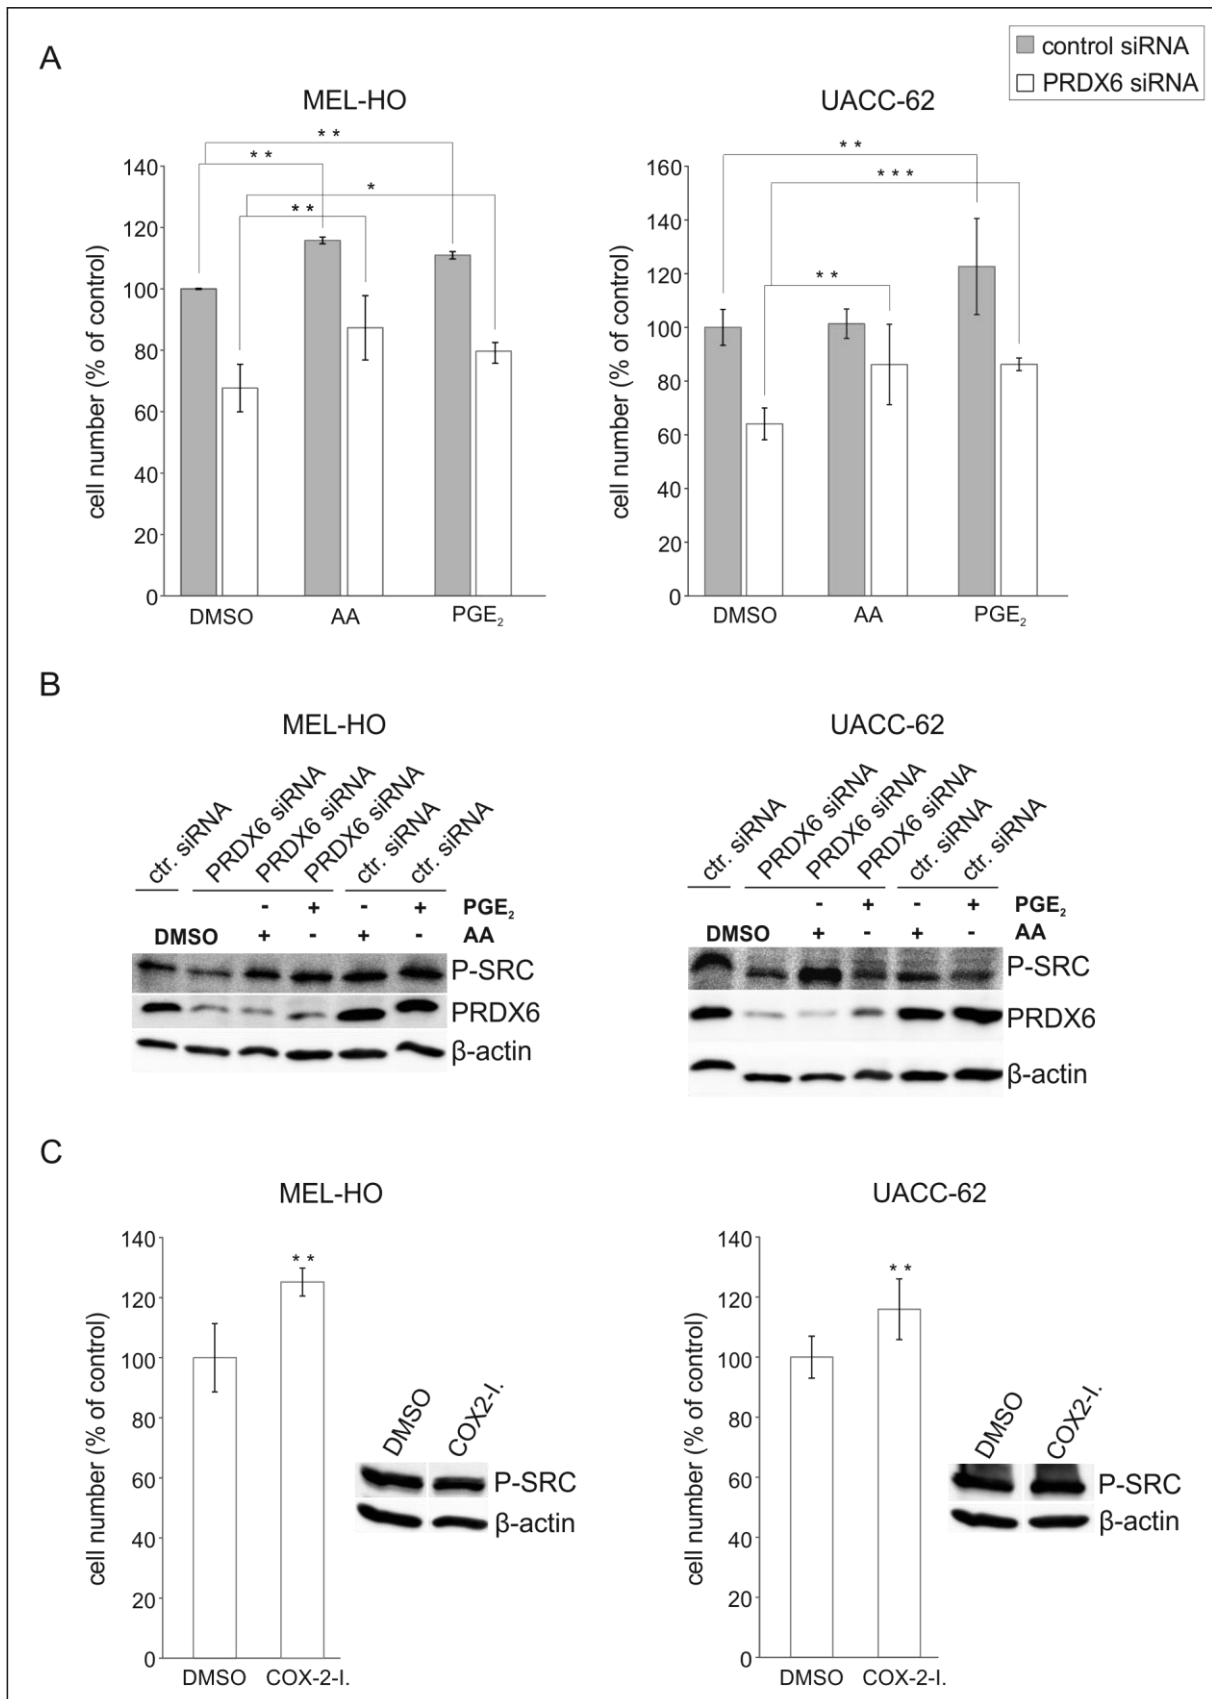 A
control siRNA
PRDX6 siRNA
MEL-HO
cell number (% of control)
140
120
100
80
60
40
20
0
* *
* *
*
* *
DMSO AA PGE₂
UACC-62
cell number (% of control)
160
140
120
100
80
60
40
20
0
* *
* * *
* *
DMSO AA PGE₂
B
MEL-HO
ctr. siRNA
PRDX6 siRNA
PRDX6 siRNA
PRDX6 siRNA
ctr. siRNA
ctr. siRNA
- + - + PGE₂
DMSO + - + - AA
P-SRC
PRDX6
β-actin
UACC-62
ctr. siRNA
PRDX6 siRNA
PRDX6 siRNA
PRDX6 siRNA
ctr. siRNA
ctr. siRNA
- + - + PGE₂
DMSO + - + - AA
P-SRC
PRDX6
β-actin
C
MEL-HO
cell number (% of control)
140
120
100
80
60
40
20
0
* *
DMSO COX-2-I.
DMSO
COX2-I.
P-SRC
β-actin
UACC-62
cell number (% of control)
140
120
100
80
60
40
20
0
* *
DMSO COX-2-I.
DMSO
COX2-I.
P-SRC
β-actin